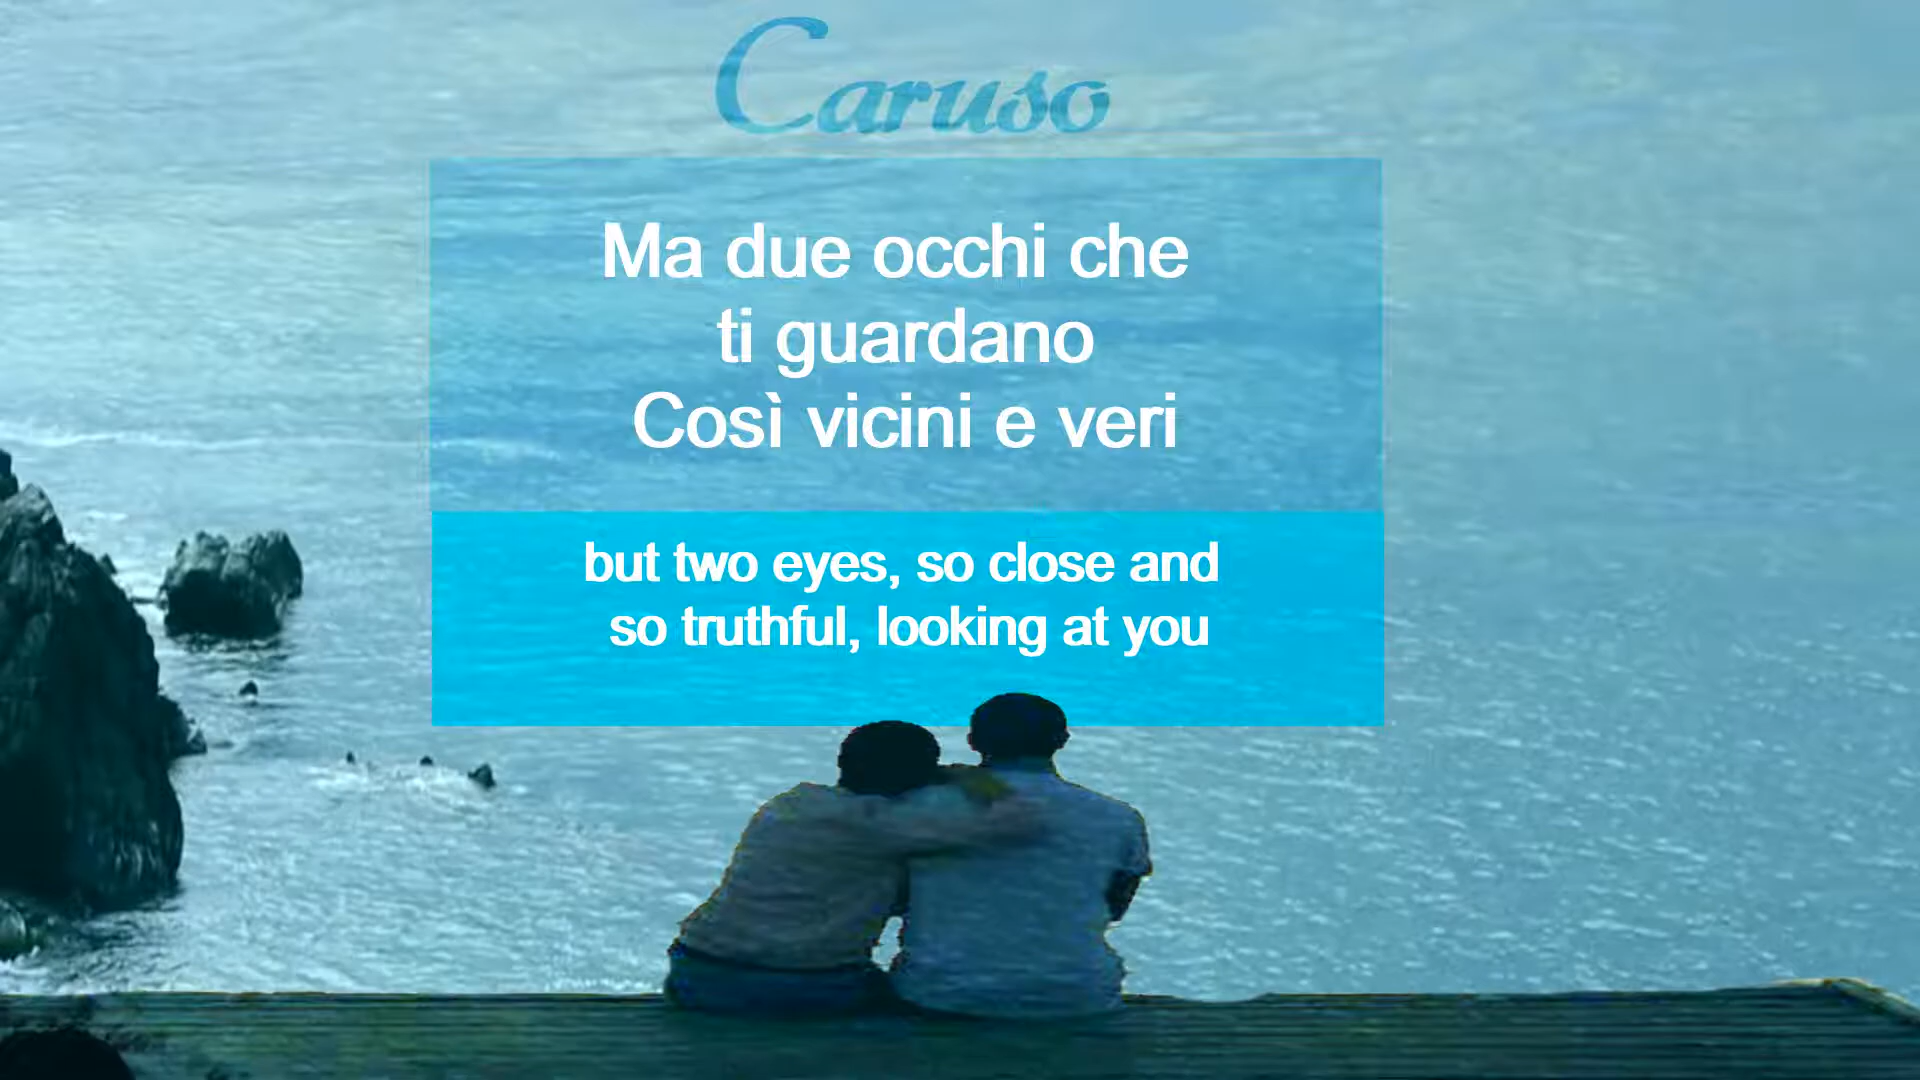 Caruso
Ma due occhi che
ti guardano
Così vicini e veri
but two eyes, so close and
so truthful, looking at you